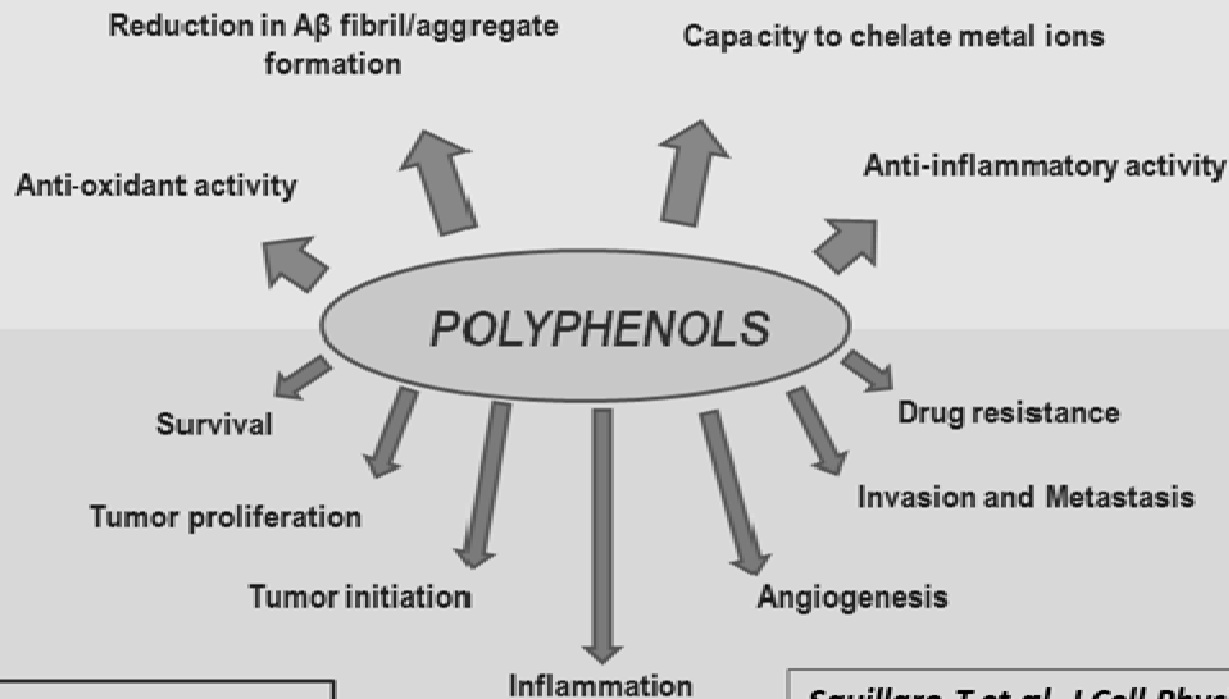 Reduction in Aβ fibril/aggregate
formation
Capacity to chelate metal ions
Anti-oxidant activity
Anti-inflammatory activity
POLYPHENOLS
Survival
Drug resistance
Tumor proliferation
Invasion and Metastasis
Tumor initiation
Angiogenesis
Inflammation